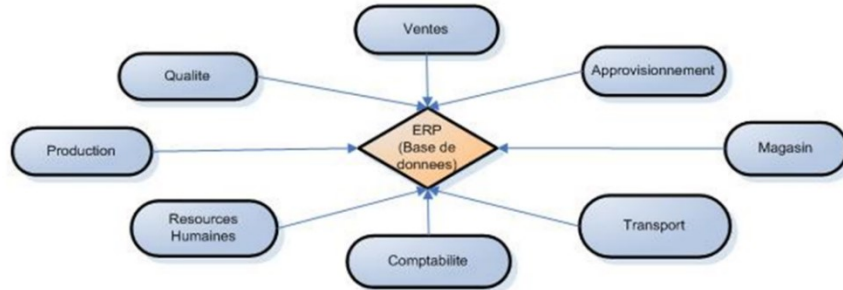 Ventes
Qualite
Approvisionnement
ERP
(Base de
donnees)
Production
Magasin
Resources
Humaines
Transport
Comptabilite